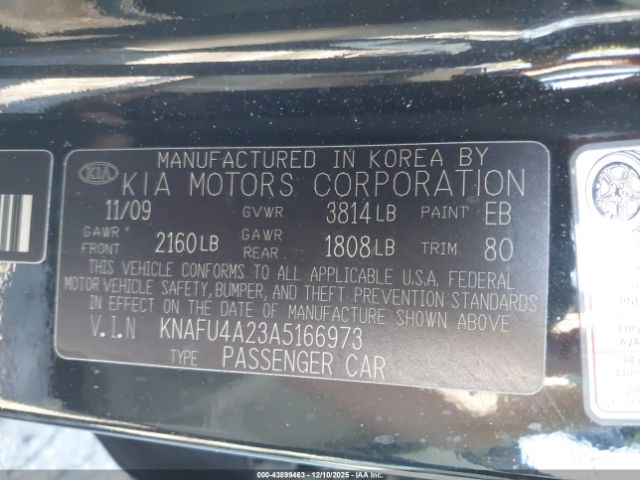 MANUFACTURED IN KOREA BY
KIA KIA MOTORS CORPORATION
11/09 GVWR 3814 LB PAINT EB
GAWR FRONT 2160 LB GAWR REAR 1808 LB TRIM 80
THIS VEHICLE CONFORMS TO ALL APPLICABLE U.S.A. FEDERAL
MOTOR VEHICLE SAFETY, BUMPER, AND THEFT PREVENTION STANDARDS
IN EFFECT ON THE DATE OF MANUFACTURE SHOWN ABOVE
V.I.N KNAFU4A23A5166973
TYPE PASSENGER CAR
© - 43899463 - 12/10/2025 - IAA Inc.